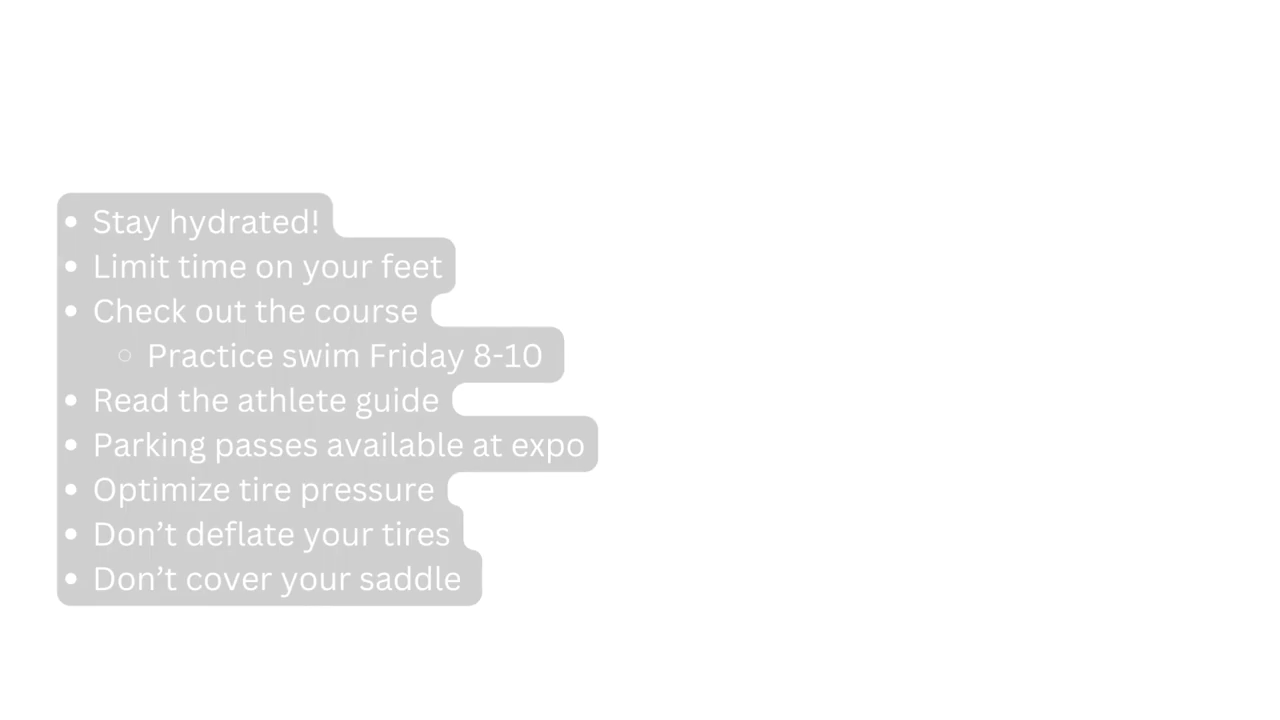 • Stay hydrated!
• Limit time on your feet
• Check out the course
○ Practice swim Friday 8-10
• Read the athlete guide
• Parking passes available at expo
• Optimize tire pressure
• Don’t deflate your tires
• Don’t cover your saddle